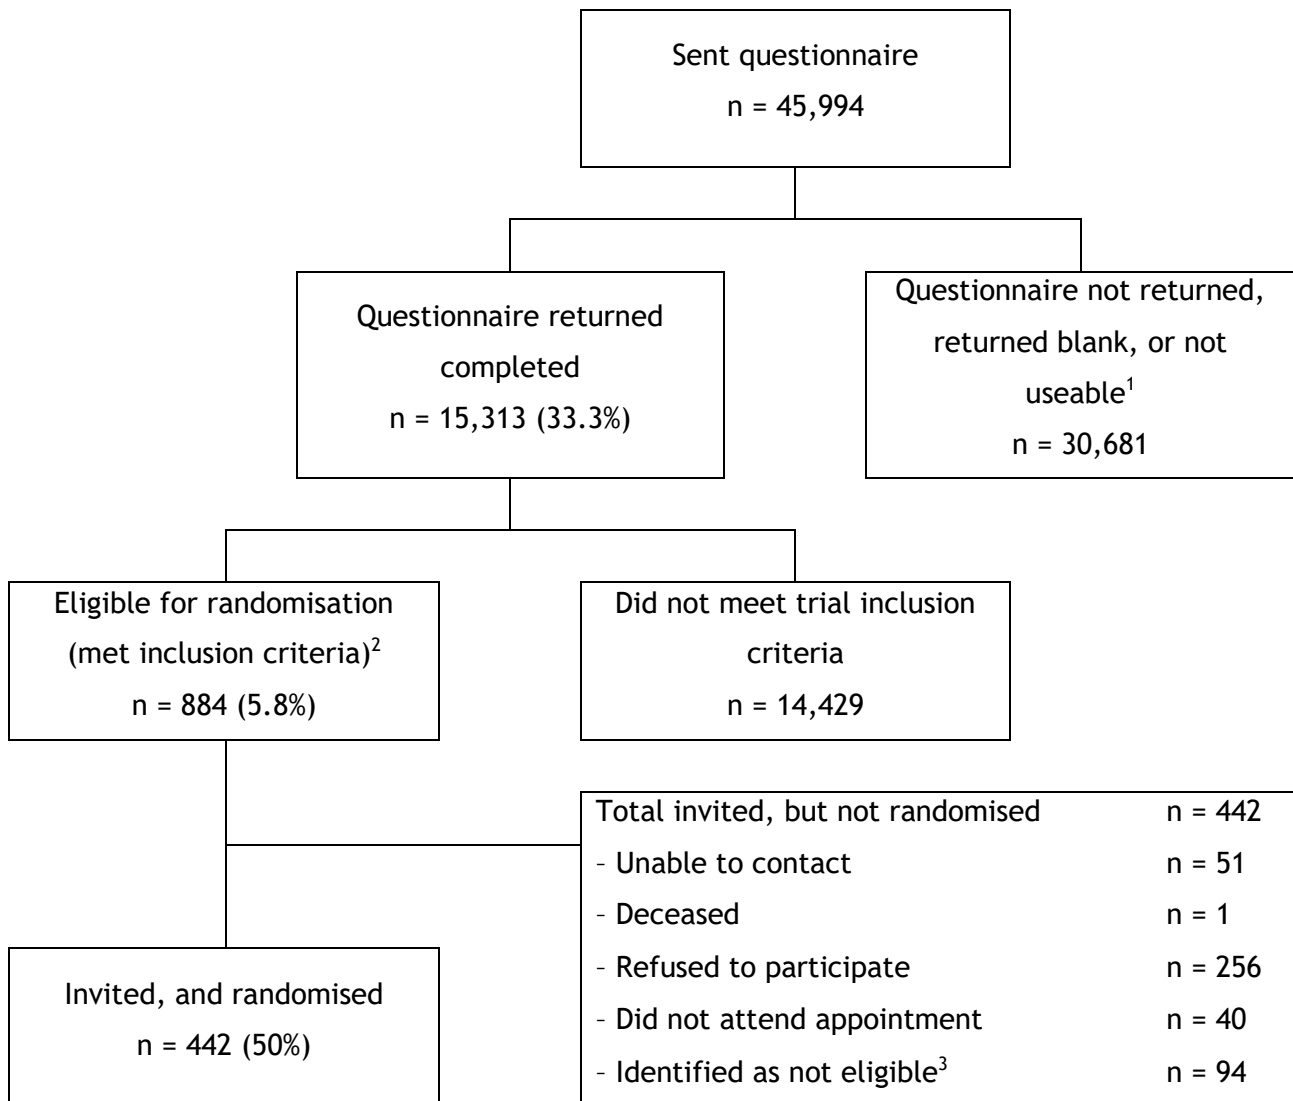 Sent questionnaire
n = 45,994
Questionnaire returned
completed
n = 15,313 (33.3%)
Questionnaire not returned,
returned blank, or not
useable¹
n = 30,681
Eligible for randomisation
(met inclusion criteria)²
n = 884 (5.8%)
Did not meet trial inclusion
criteria
n = 14,429
Total invited, but not randomised n = 442
- Unable to contact n = 51
- Deceased n = 1
- Refused to participate n = 256
- Did not attend appointment n = 40
- Identified as not eligible³ n = 94
Invited, and randomised
n = 442 (50%)